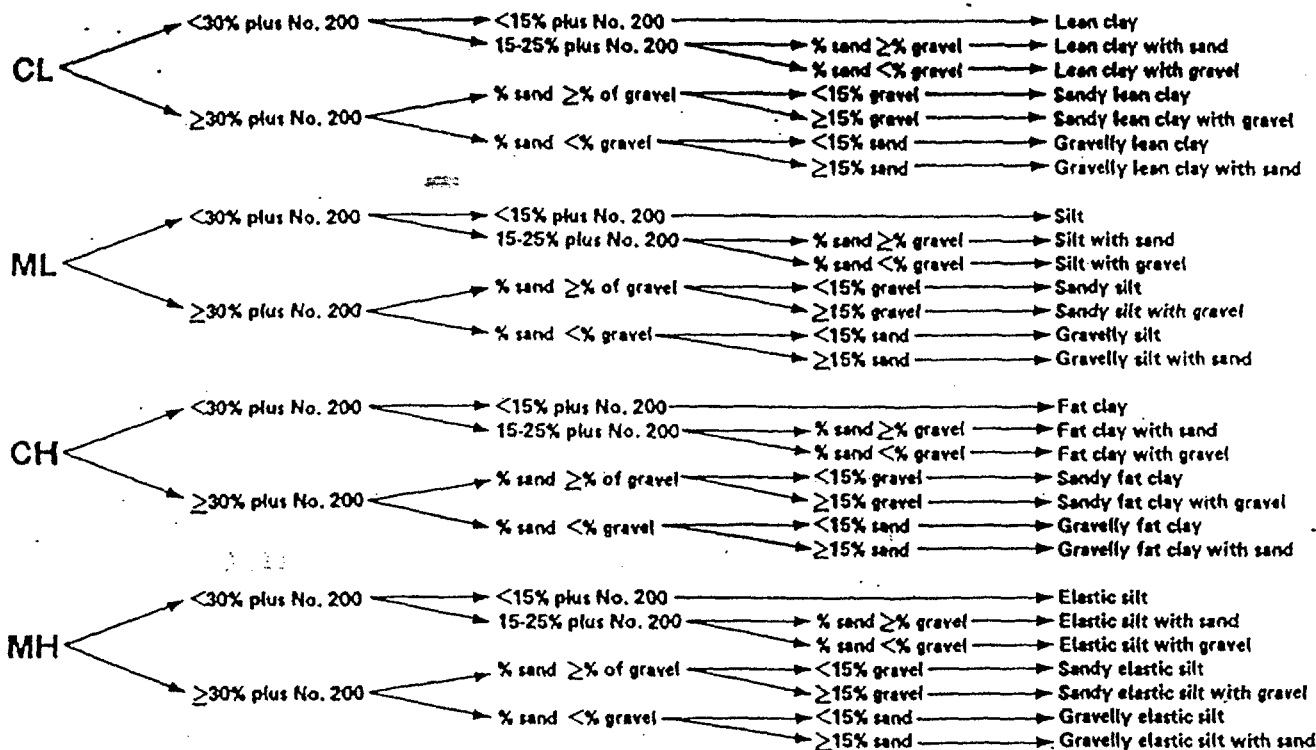 <30% plus No. 200 <15% plus No. 200 Lean clay
15-25% plus No. 200 % sand ≥% gravel Lean clay with sand
CL % sand <% gravel Lean clay with gravel
% sand ≥% of gravel <15% gravel Sandy lean clay
≥30% plus No. 200 ≥15% gravel Sandy lean clay with gravel
% sand <% gravel <15% sand Gravelly lean clay
≥15% sand Gravelly lean clay with sand
<30% plus No. 200 <15% plus No. 200 Silt
15-25% plus No. 200 % sand ≥% gravel Silt with sand
ML % sand <% gravel Silt with gravel
% sand ≥% of gravel <15% gravel Sandy silt
≥30% plus No. 200 ≥15% gravel Sandy silt with gravel
% sand <% gravel <15% sand Gravelly silt
≥15% sand Gravelly silt with sand
<30% plus No. 200 <15% plus No. 200 Fat clay
15-25% plus No. 200 % sand ≥% gravel Fat clay with sand
CH % sand <% gravel Fat clay with gravel
% sand ≥% of gravel <15% gravel Sandy fat clay
≥30% plus No. 200 ≥15% gravel Sandy fat clay with gravel
% sand <% gravel <15% sand Gravelly fat clay
≥15% sand Gravelly fat clay with sand
<30% plus No. 200 <15% plus No. 200 Elastic silt
15-25% plus No. 200 % sand ≥% gravel Elastic silt with sand
MH % sand <% gravel Elastic silt with gravel
% sand ≥% of gravel <15% gravel Sandy elastic silt
≥30% plus No. 200 ≥15% gravel Sandy elastic silt with gravel
% sand <% gravel <15% sand Gravelly elastic silt
≥15% sand Gravelly elastic silt with sand